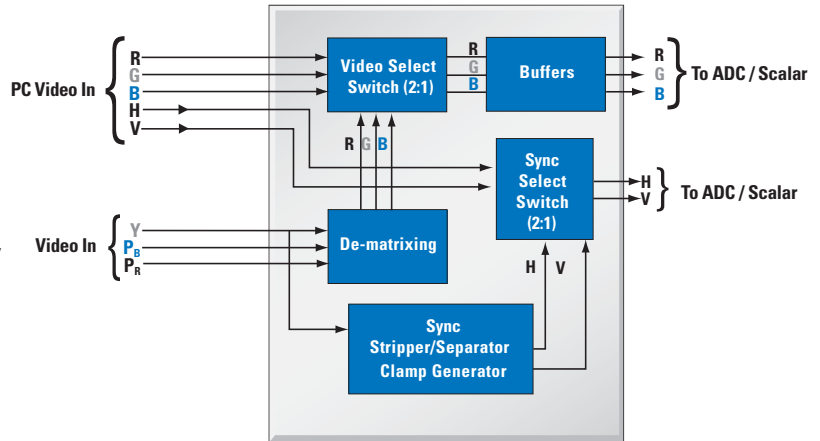 PC Video In
R
G
B
H
V
Video Select
Switch (2:1)
R
G
B
Buffers
R
G
B
To ADC / Scalar
R G B
Sync
Select
Switch
(2:1)
H
V
To ADC / Scalar
Video In
Y
PB
PR
De-matrixing
H V
Sync
Stripper/Separator
Clamp Generator